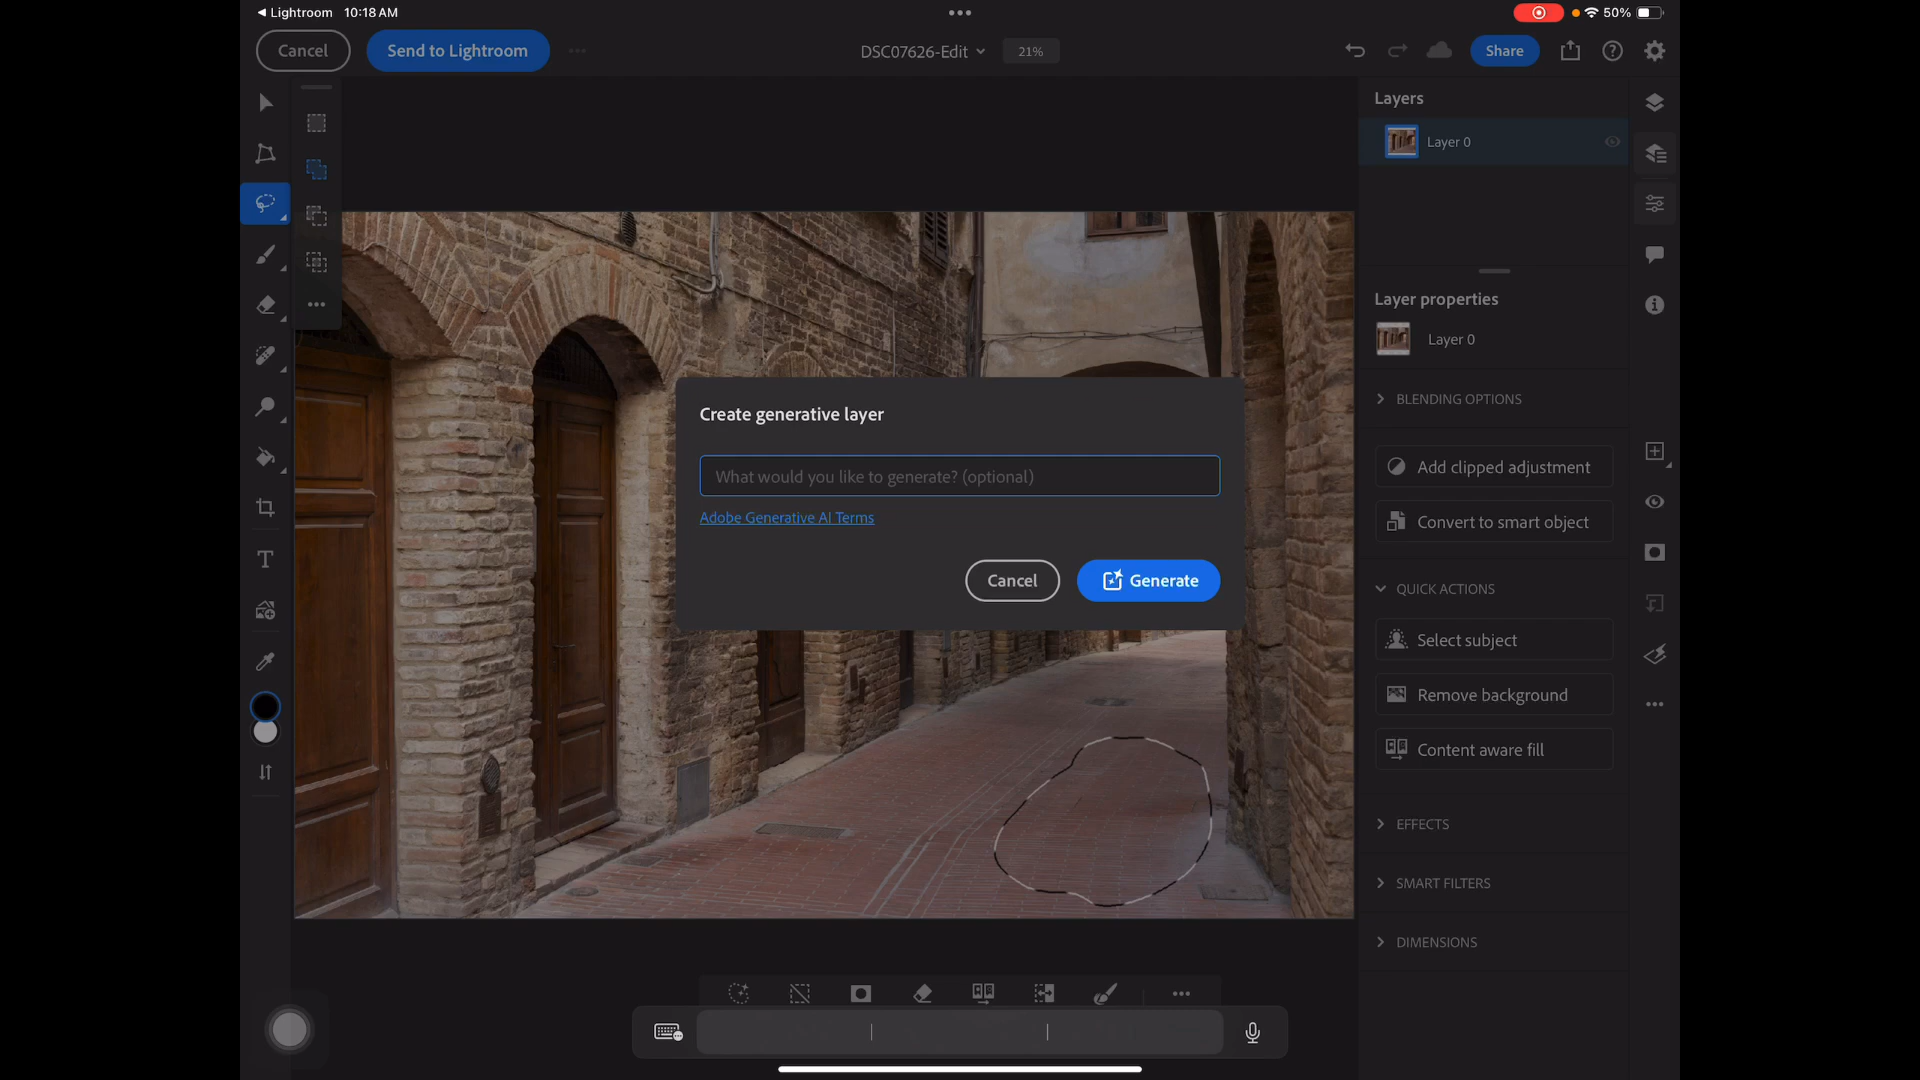 Lightroom 10:18 AM
50%
Cancel
Send to Lightroom
DSC07626-Edit
21%
Share
Layers
Layer 0
Layer properties
Layer 0
BLENDING OPTIONS
Create generative layer
What would you like to generate? (optional)
Adobe Generative AI Terms
Cancel
Generate
Add clipped adjustment
Convert to smart object
QUICK ACTIONS
Select subject
Remove background
Content aware fill
EFFECTS
SMART FILTERS
DIMENSIONS